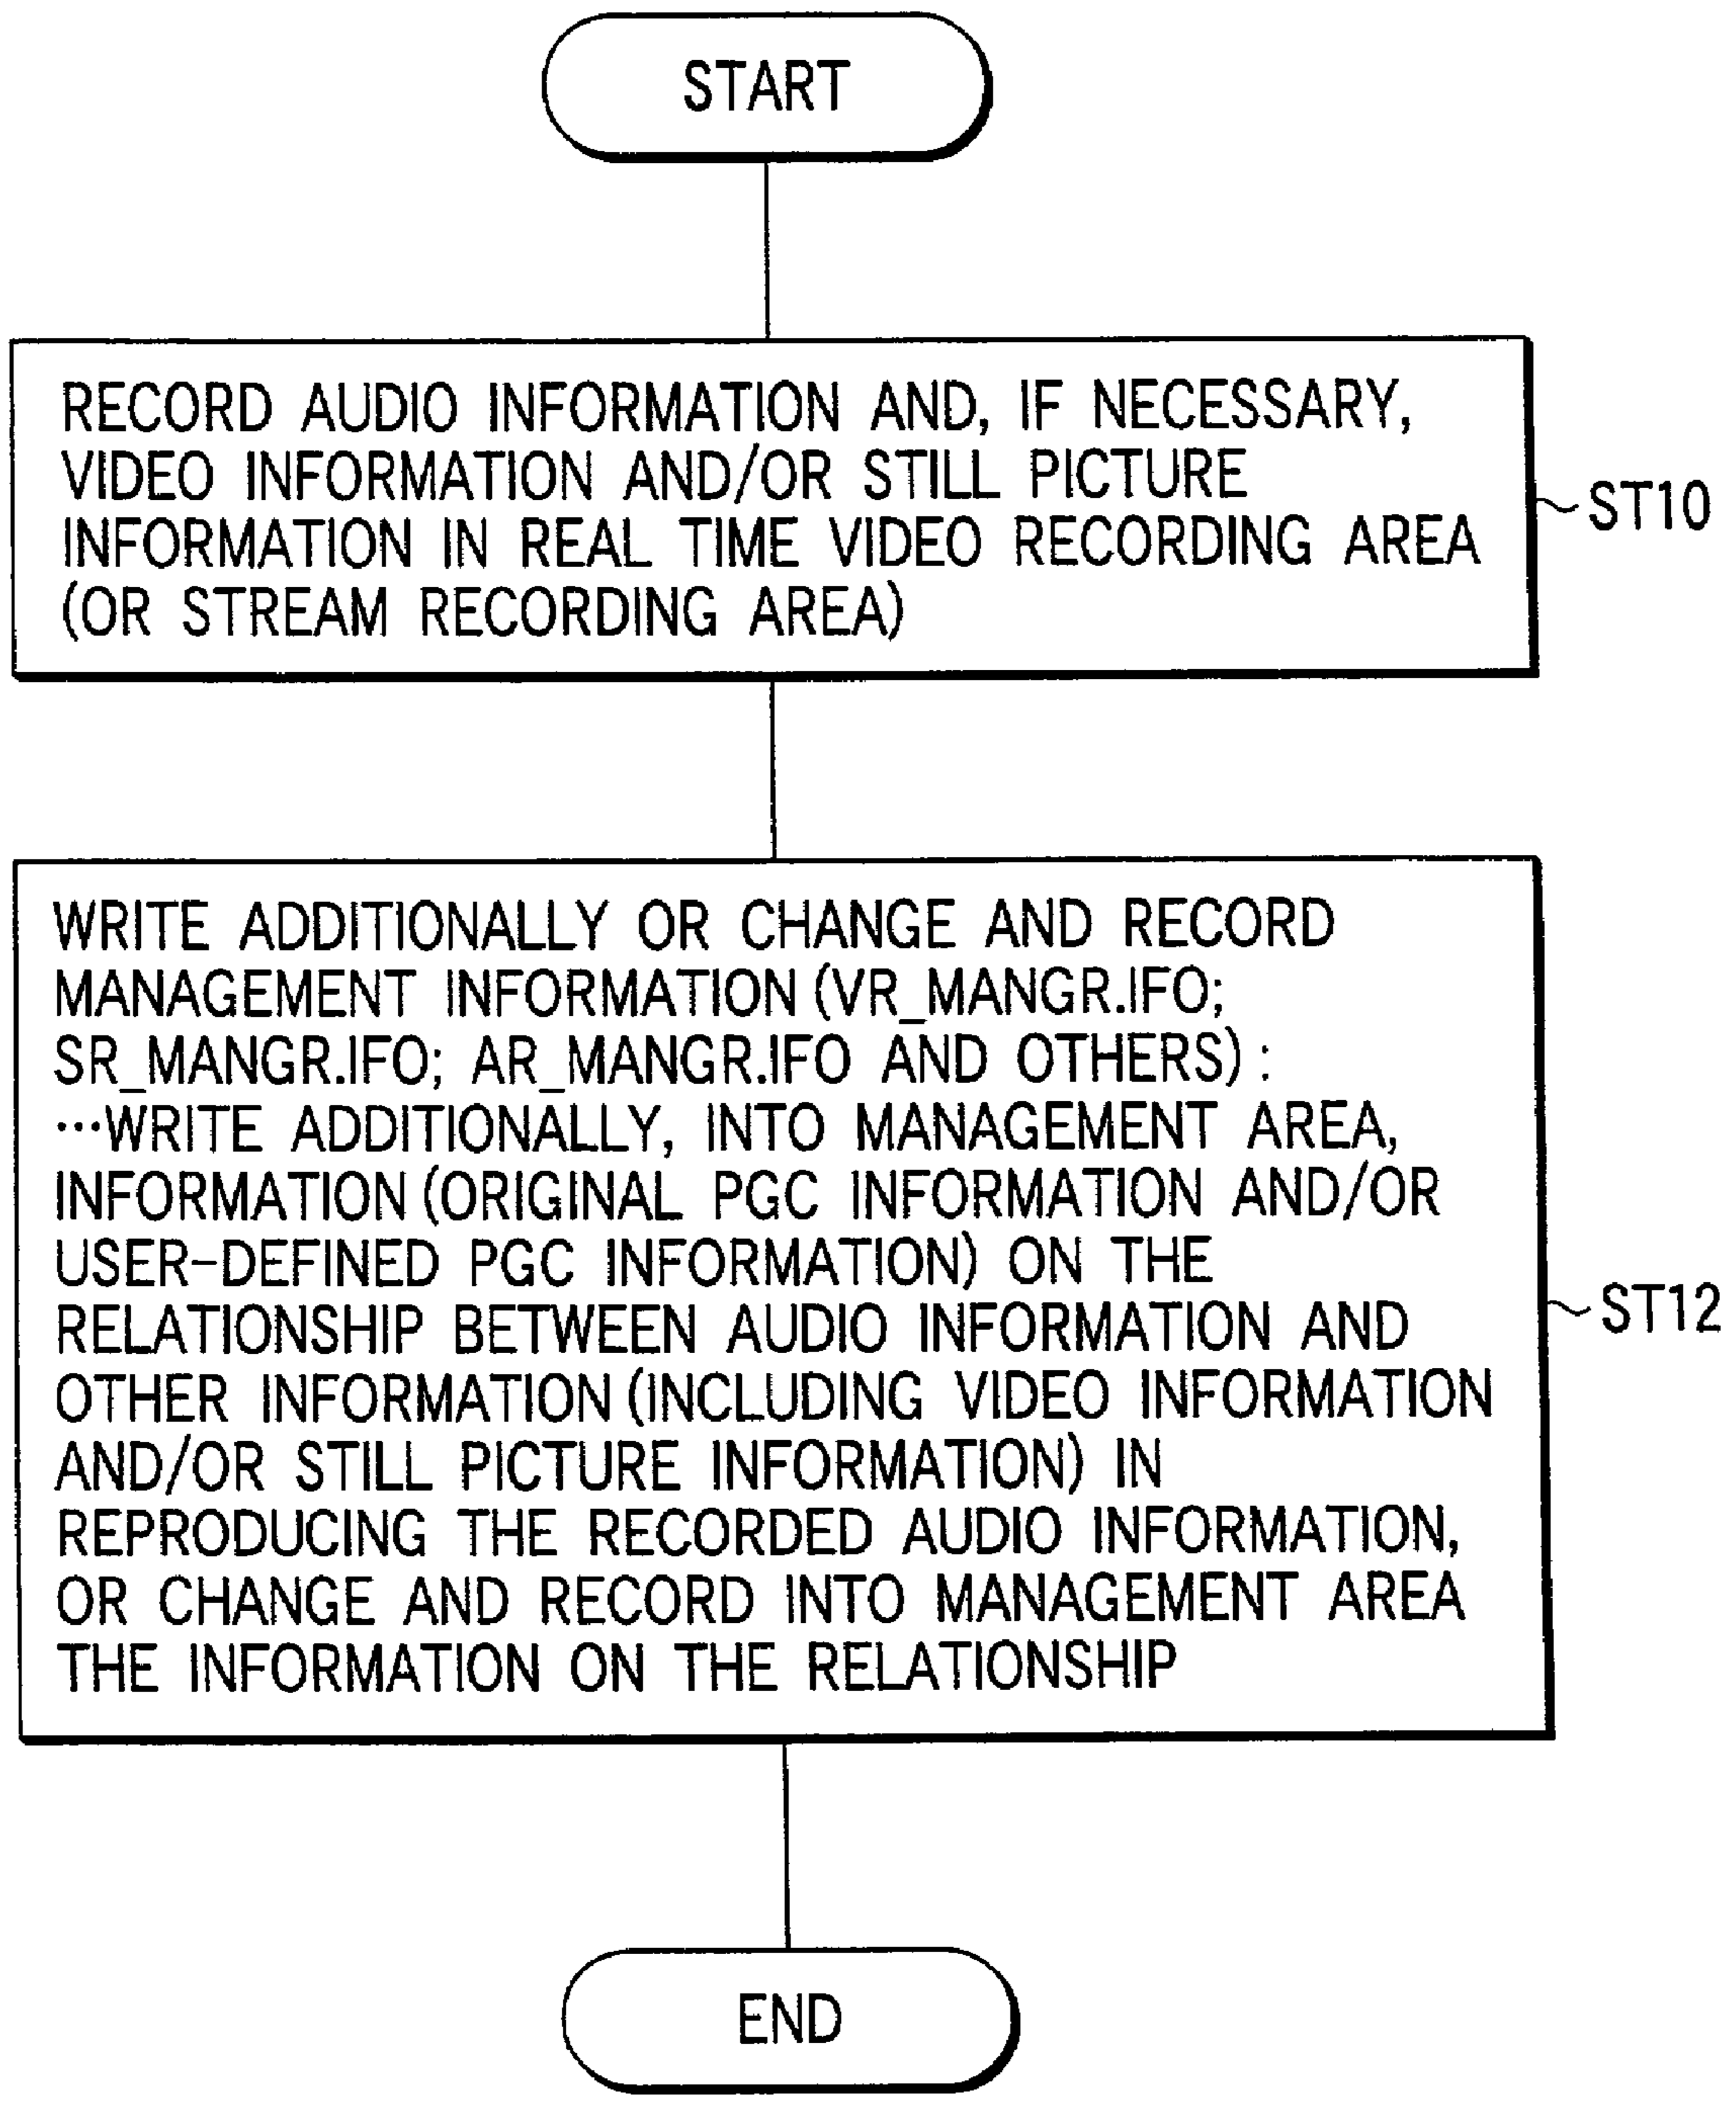 START
RECORD AUDIO INFORMATION AND, IF NECESSARY,
VIDEO INFORMATION AND/OR STILL PICTURE
INFORMATION IN REAL TIME VIDEO RECORDING AREA
(OR STREAM RECORDING AREA)
ST10
WRITE ADDITIONALLY OR CHANGE AND RECORD
MANAGEMENT INFORMATION (VR_MANGR.IFO;
SR_MANGR.IFO; AR_MANGR.IFO AND OTHERS) :
···WRITE ADDITIONALLY, INTO MANAGEMENT AREA,
INFORMATION (ORIGINAL PGC INFORMATION AND/OR
USER-DEFINED PGC INFORMATION) ON THE
RELATIONSHIP BETWEEN AUDIO INFORMATION AND
OTHER INFORMATION (INCLUDING VIDEO INFORMATION
AND/OR STILL PICTURE INFORMATION) IN
REPRODUCING THE RECORDED AUDIO INFORMATION,
OR CHANGE AND RECORD INTO MANAGEMENT AREA
THE INFORMATION ON THE RELATIONSHIP
ST12
END